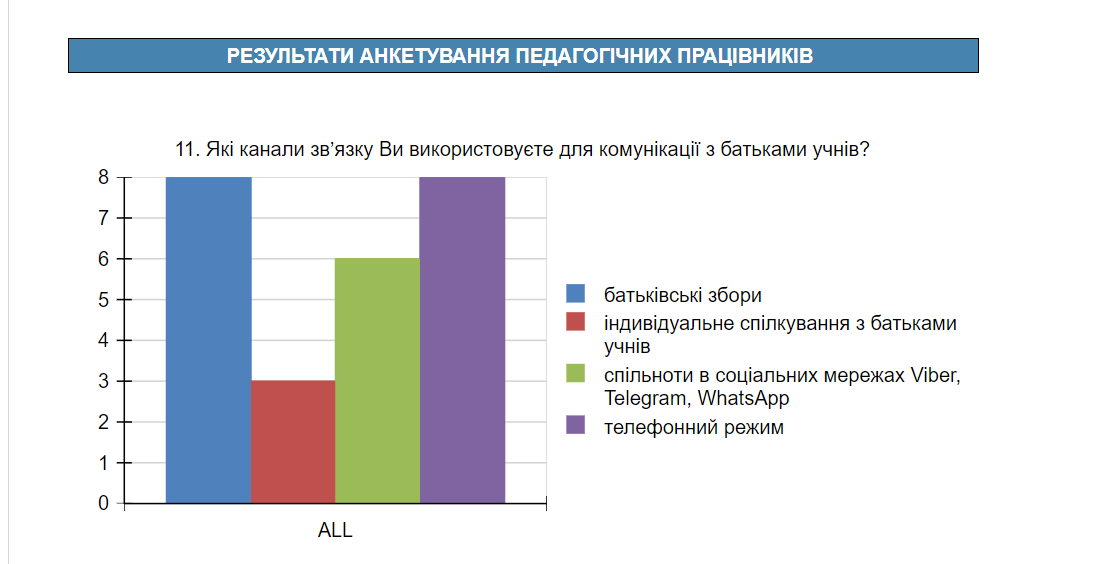 РЕЗУЛЬТАТИ АНКЕТУВАННЯ ПЕДАГОГІЧНИХ ПРАЦІВНИКІВ
11. Які канали зв’язку Ви використовуєте для комунікації з батьками учнів?
8
7
6
5
4
3
2
1
0
ALL
батьківські збори
індивідуальне спілкування з батьками
учнів
спільноти в соціальних мережах Viber,
Telegram, WhatsApp
телефонний режим